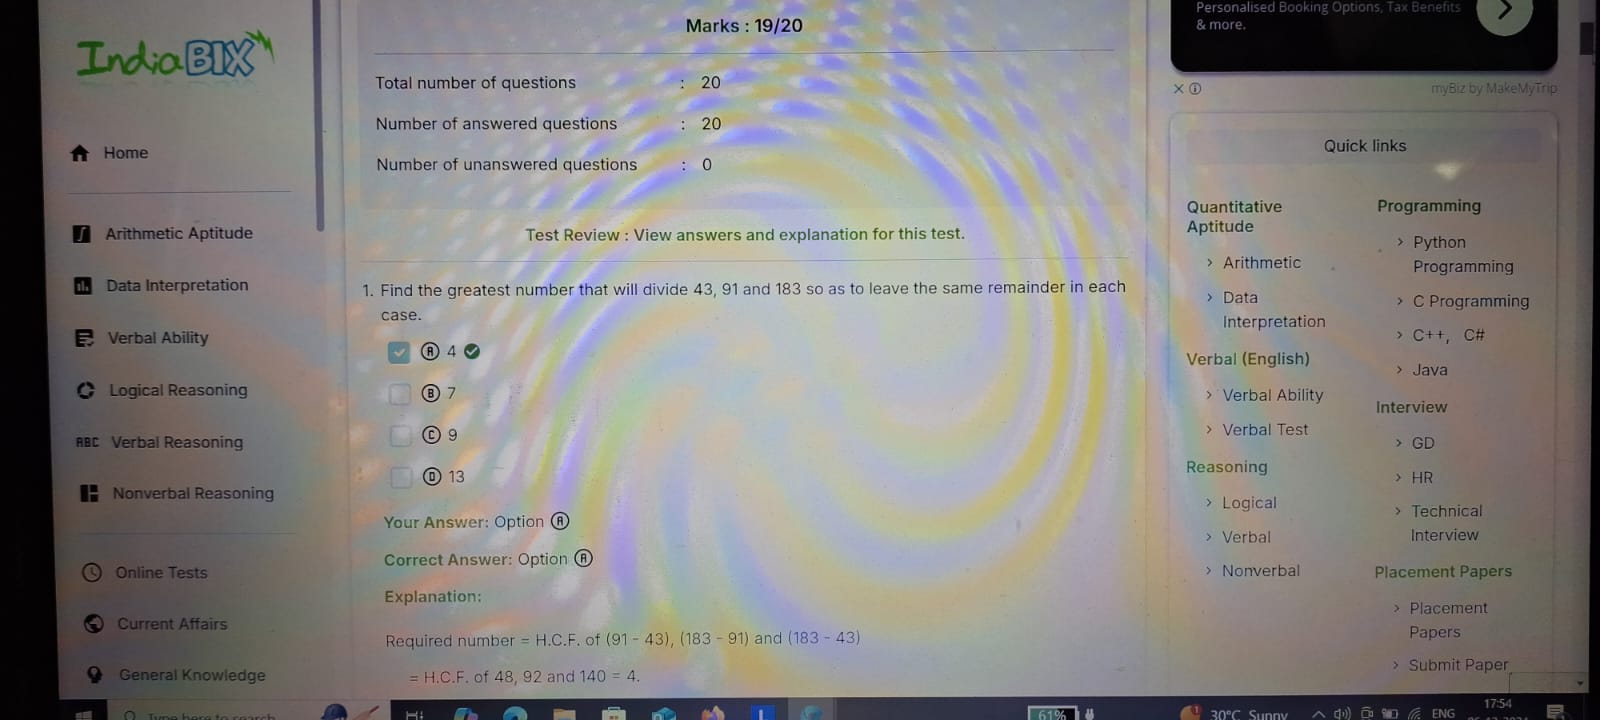 IndiaBIX
Home
Arithmetic Aptitude
Data Interpretation
Verbal Ability
Logical Reasoning
ABC Verbal Reasoning
Nonverbal Reasoning
Online Tests
Current Affairs
General Knowledge
Marks : 19/20
Total number of questions : 20
Number of answered questions : 20
Number of unanswered questions : 0
Test Review : View answers and explanation for this test.
1. Find the greatest number that will divide 43, 91 and 183 so as to leave the same remainder in each
case.
A 4
B 7
C 9
D 13
Your Answer: Option A
Correct Answer: Option A
Explanation:
Required number = H.C.F. of (91 - 43), (183 - 91) and (183 - 43)
= H.C.F. of 48, 92 and 140 = 4.
Personalised Booking Options, Tax Benefits
& more.
myBiz by MakeMyTrip
Quick links
Quantitative
Aptitude
> Arithmetic
> Data
Interpretation
Verbal (English)
> Verbal Ability
> Verbal Test
Reasoning
> Logical
> Verbal
> Nonverbal
Programming
> Python
Programming
> C Programming
> C++, C#
> Java
Interview
> GD
> HR
> Technical
Interview
Placement Papers
> Placement
Papers
> Submit Paper
Type here to search
61%
30°C Sunny
ENG
17:54